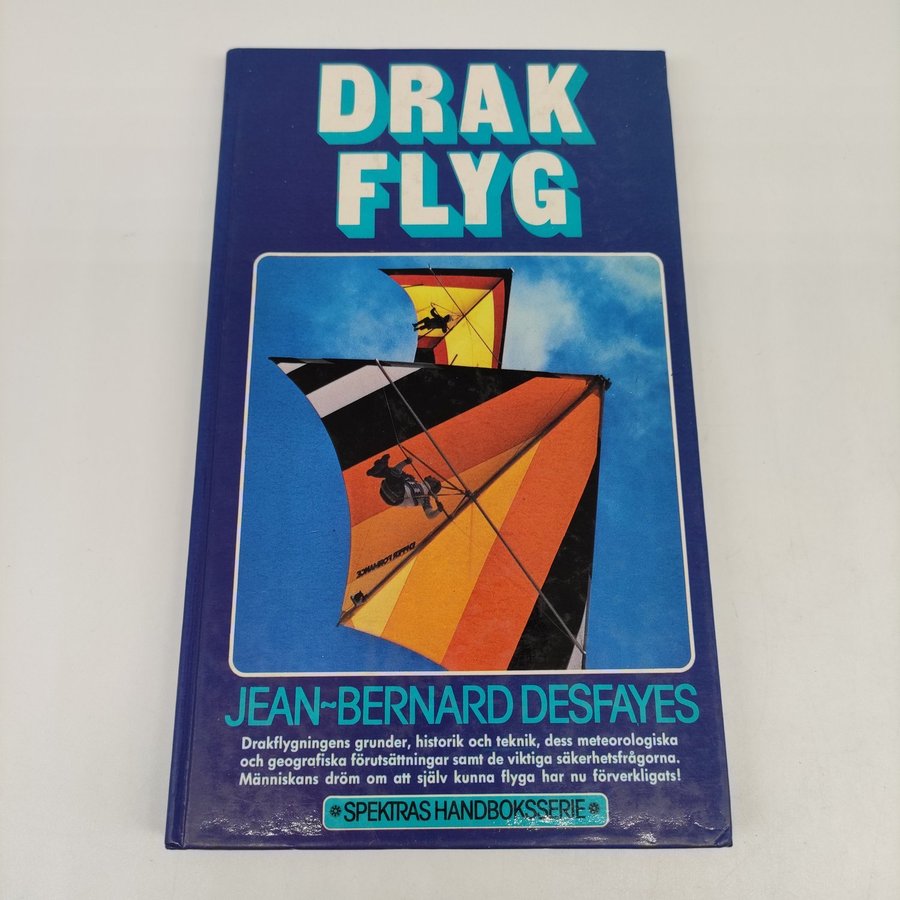 DRAK
FLYG
JEAN~BERNARD DESFAYES
Drakflygningens grunder, historik och teknik, dess meteorologiska
och geografiska förutsättningar samt de viktiga säkerhetsfrågorna.
Människans dröm om att själv kunna flyga har nu förverkligats!
SPEKTRAS HANDBOKSSERIE